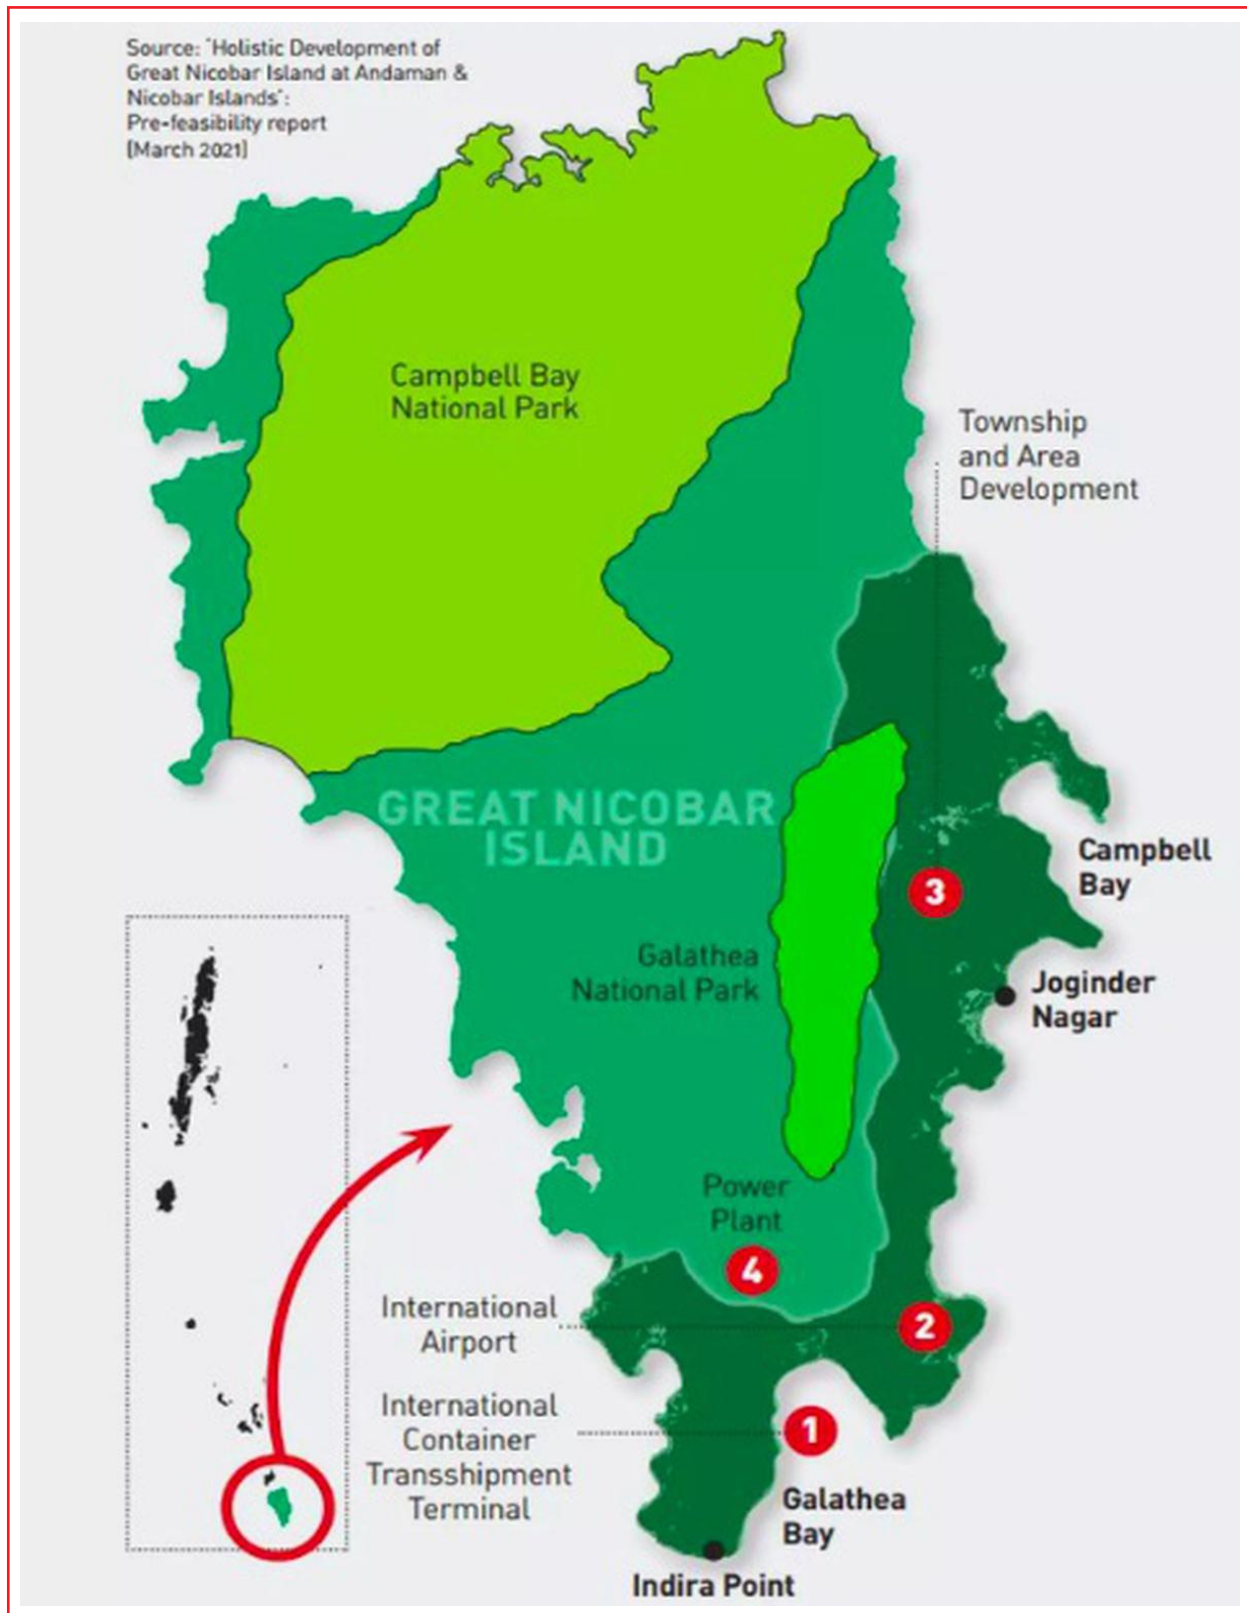 Source: ‘Holistic Development of
Great Nicobar Island at Andaman &
Nicobar Islands’:
Pre-feasibility report
(March 2021)
Campbell Bay
National Park
Township
and Area
Development
GREAT NICOBAR
ISLAND
Campbell
Bay
3
Galathea
National Park
Joginder
Nagar
Power
Plant
4
International
Airport
2
International
Container
Transshipment
Terminal
1
Galathea
Bay
Indira Point